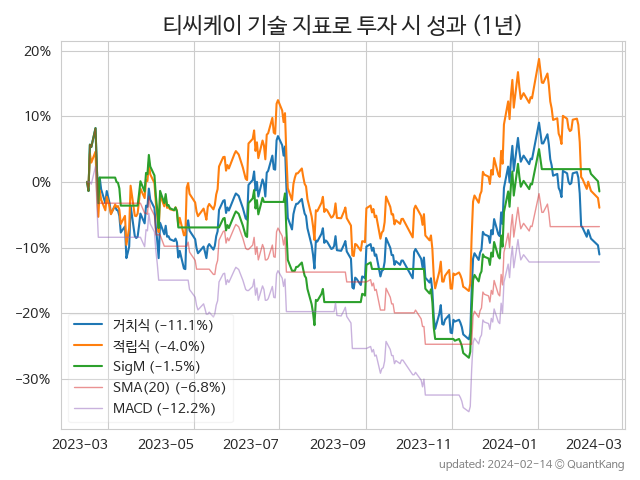 티씨케이 기술 지표로 투자 시 성과 (1년)
20%
10%
0%
−10%
−20%
−30%
거치식 (−11.1%)
적립식 (−4.0%)
SigM (−1.5%)
SMA(20) (−6.8%)
MACD (−12.2%)
2023-03 2023-05 2023-07 2023-09 2023-11 2024-01 2024-03
updated: 2024-02-14 © QuantKang